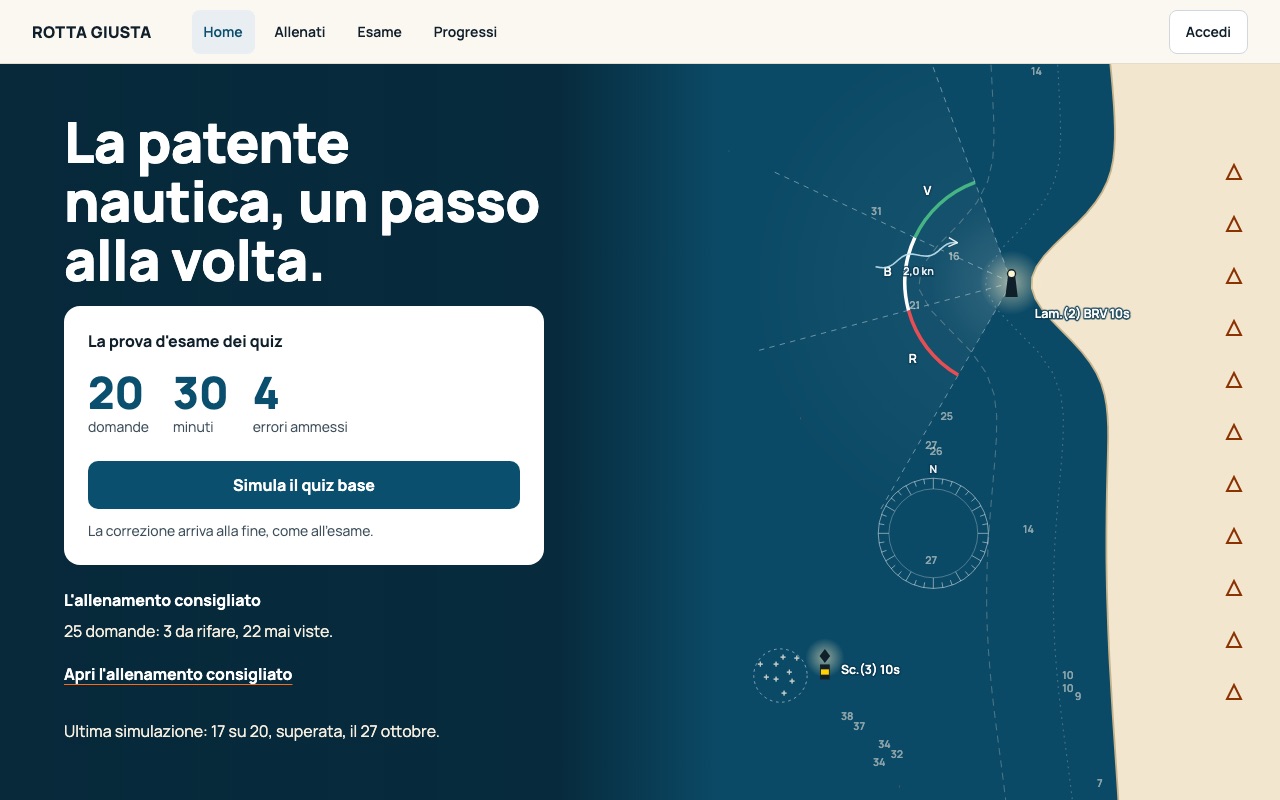 ROTTA GIUSTA
Home
Allenati
Esame
Progressi
Accedi
La patente
nautica, un passo
alla volta.
La prova d'esame dei quiz
20 30 4
domande minuti errori ammessi
Simula il quiz base
La correzione arriva alla fine, come all'esame.
L'allenamento consigliato
25 domande: 3 da rifare, 22 mai viste.
Apri l'allenamento consigliato
Ultima simulazione: 17 su 20, superata, il 27 ottobre.
14
V
31
16
B 2,0 kn
21
Lam.(2) BRV 10s
R
25
27
26
N
14
27
Sc.(3) 10s
10
10
9
38
37
34
32
34
7